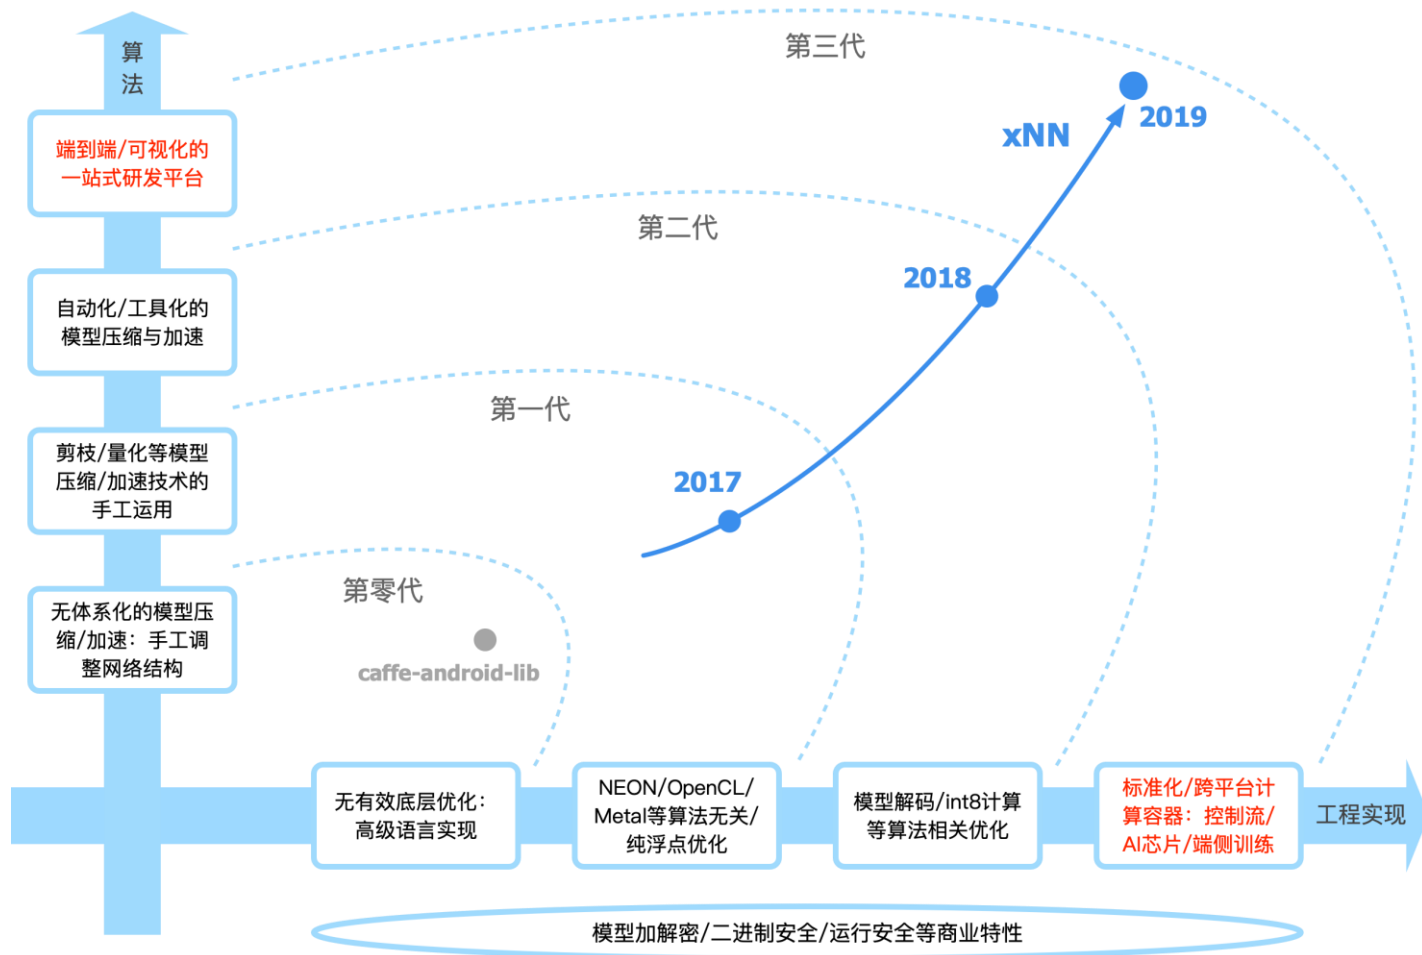 算
法
第三代
xNN
2019
端到端/可视化的
一站式研发平台
第二代
2018
自动化/工具化的
模型压缩与加速
第一代
2017
剪枝/量化等模型
压缩/加速技术的
手工运用
第零代
caffe-android-lib
无体系化的模型压
缩/加速：手工调
整网络结构
无有效底层优化：
高级语言实现
NEON/OpenCL/
Metal等算法无关/
纯浮点优化
模型解码/int8计算
等算法相关优化
标准化/跨平台计
算容器：控制流/
AI芯片/端侧训练
工程实现
模型加解密/二进制安全/运行安全等商业特性